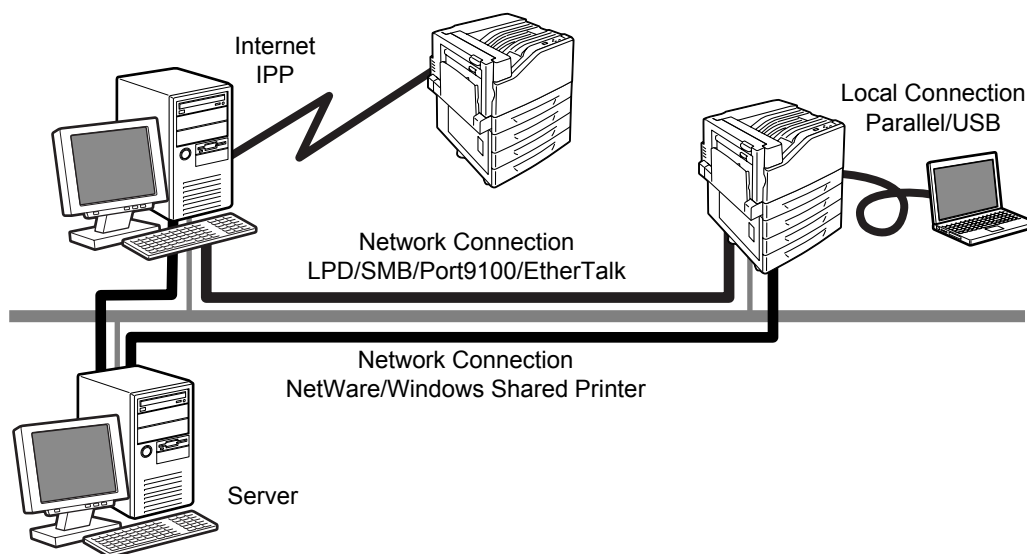 Internet
IPP
Local Connection
Parallel/USB
Network Connection
LPD/SMB/Port9100/EtherTalk
Network Connection
NetWare/Windows Shared Printer
Server